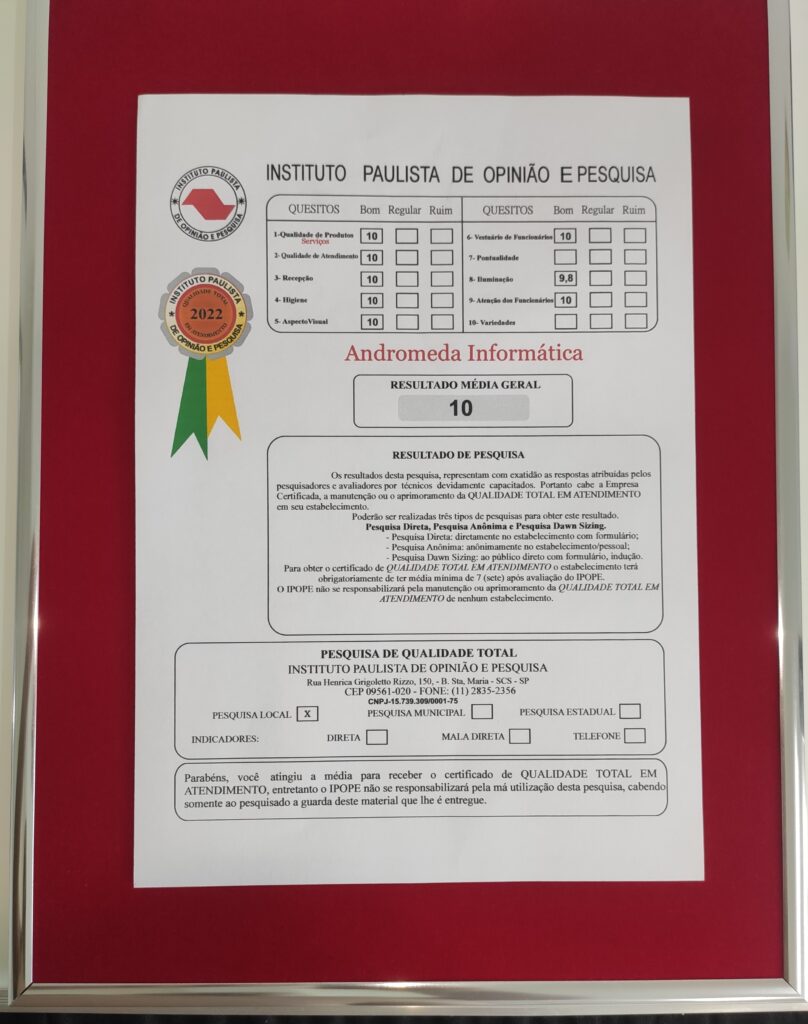 INSTITUTO PAULISTA DE OPINIÃO E PESQUISA
INSTITUTO PAULISTA
DE OPINIÃO E PESQUISA
QUESITOS Bom Regular Ruim
1-Qualidade de Produtos 10
Serviços
2- Qualidade de Atendimento 10
3- Recepção 10
4- Higiene 10
5- Aspecto Visual 10
QUESITOS Bom Regular Ruim
6- Vestuário de Funcionários 10
7- Pontualidade
8- Iluminação 9,8
9- Atenção dos Funcionários 10
10- Variedades
INSTITUTO PAULISTA
QUALIDADE TOTAL
2022
EM ATENDIMENTO
DE OPINIÃO E PESQUISA
Andromeda Informática
RESULTADO MÉDIA GERAL
10
RESULTADO DE PESQUISA
Os resultados desta pesquisa, representam com exatidão as respostas atribuídas pelos
pesquisadores e avaliadores por técnicos devidamente capacitados. Portanto cabe a Empresa
Certificada, a manutenção ou o aprimoramento da QUALIDADE TOTAL EM ATENDIMENTO
em seu estabelecimento.
Poderão ser realizadas três tipos de pesquisas para obter este resultado.
Pesquisa Direta, Pesquisa Anônima e Pesquisa Dawn Sizing.
- Pesquisa Direta: diretamente no estabelecimento com formulário;
- Pesquisa Anônima: anônimamente no estabelecimento/pessoal;
- Pesquisa Dawn Sizing: ao público direto com formulário, indução.
Para obter o certificado de QUALIDADE TOTAL EM ATENDIMENTO o estabelecimento terá
obrigatoriamente de ter média mínima de 7 (sete) após avaliação do IPOPE.
O IPOPE não se responsabilizará pela manutenção ou aprimoramento da QUALIDADE TOTAL EM
ATENDIMENTO de nenhum estabelecimento.
PESQUISA DE QUALIDADE TOTAL
INSTITUTO PAULISTA DE OPINIÃO E PESQUISA
Rua Henrica Grigoletto Rizzo, 150, - B. Sta, Maria - SCS - SP
CEP 09561-020 - FONE: (11) 2835-2356
CNPJ-15.739.309/0001-75
PESQUISA LOCAL X PESQUISA MUNICIPAL PESQUISA ESTADUAL
INDICADORES: DIRETA MALA DIRETA TELEFONE
Parabéns, você atingiu a média para receber o certificado de QUALIDADE TOTAL EM
ATENDIMENTO, entretanto o IPOPE não se responsabilizará pela má utilização desta pesquisa, cabendo
somente ao pesquisado a guarda deste material que lhe é entregue.